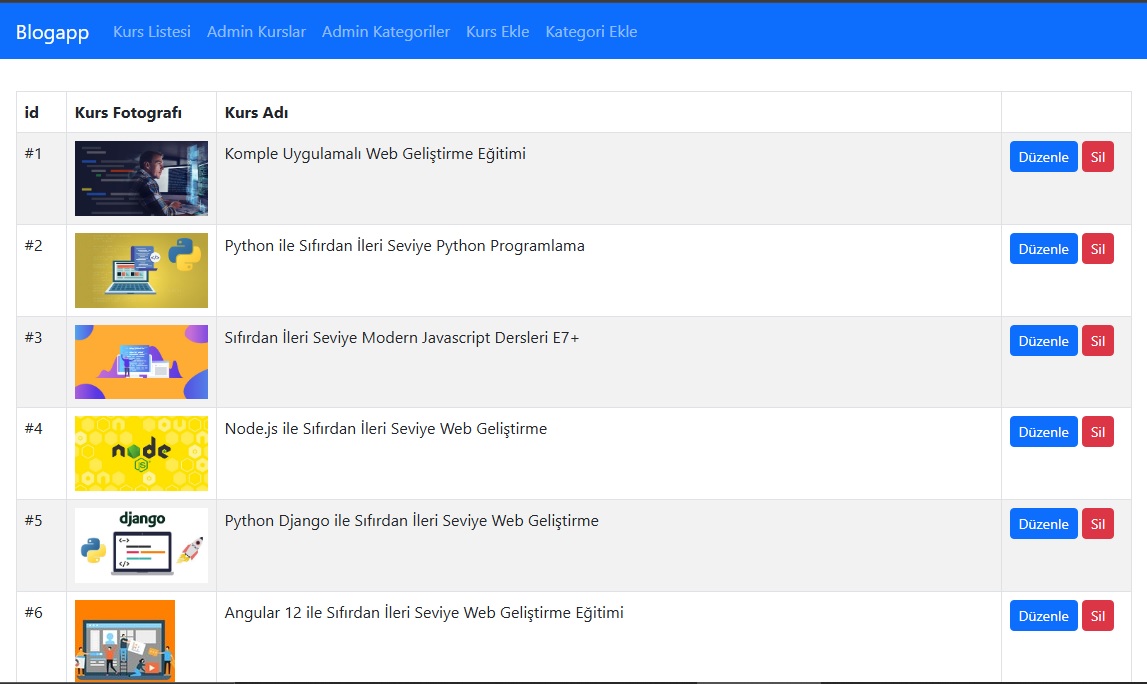 Blogapp Kurs Listesi Admin Kurslar Admin Kategoriler Kurs Ekle Kategori Ekle
id Kurs Fotografı Kurs Adı
#1 Komple Uygulamalı Web Geliştirme Eğitimi Düzenle Sil
#2 Python ile Sıfırdan İleri Seviye Python Programlama Düzenle Sil
</>
#3 Sıfırdan İleri Seviye Modern Javascript Dersleri E7+ Düzenle Sil
#4 Node.js ile Sıfırdan İleri Seviye Web Geliştirme Düzenle Sil
node
JS
#5 django Python Django ile Sıfırdan İleri Seviye Web Geliştirme Düzenle Sil
</>
#6 Angular 12 ile Sıfırdan İleri Seviye Web Geliştirme Eğitimi Düzenle Sil